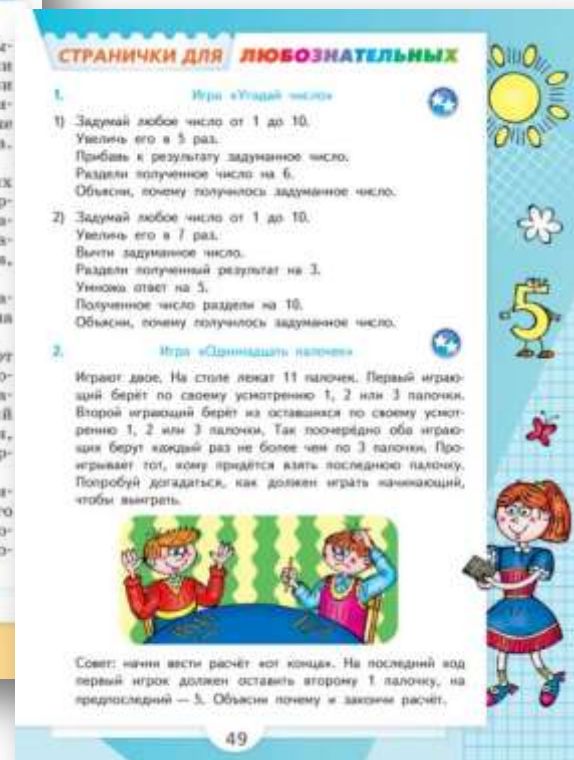 СТРАНИЧКИ ДЛЯ ЛЮБОЗНАТЕЛЬНЫХ
1. Игра «Угадай число»
1) Задумай любое число от 1 до 10.
Увеличь его в 5 раз.
Прибавь к результату задуманное число.
Раздели полученное число на 6.
Объясни, почему получилось задуманное число.
2) Задумай любое число от 1 до 10.
Увеличь его в 7 раз.
Вычти задуманное число.
Раздели полученный результат на 3.
Умножь ответ на 5.
Полученное число раздели на 10.
Объясни, почему получилось задуманное число.
2. Игра «Одиннадцать палочек»
Играют двое. На столе лежат 11 палочек. Первый играю-
щий берёт по своему усмотрению 1, 2 или 3 палочки.
Второй играющий берёт из оставшихся по своему усмот-
рению 1, 2 или 3 палочки. Так поочерёдно оба играю-
щих берут каждый раз не более чем по 3 палочки. Про-
игрывает тот, кому придётся взять последнюю палочку.
Попробуй догадаться, как должен играть начинающий,
чтобы выиграть.
Совет: начни вести расчёт «от конца». На последний ход
первый игрок должен оставить второму 1 палочку, на
предпоследний — 5. Объясни почему и закончи расчёт.
49
5